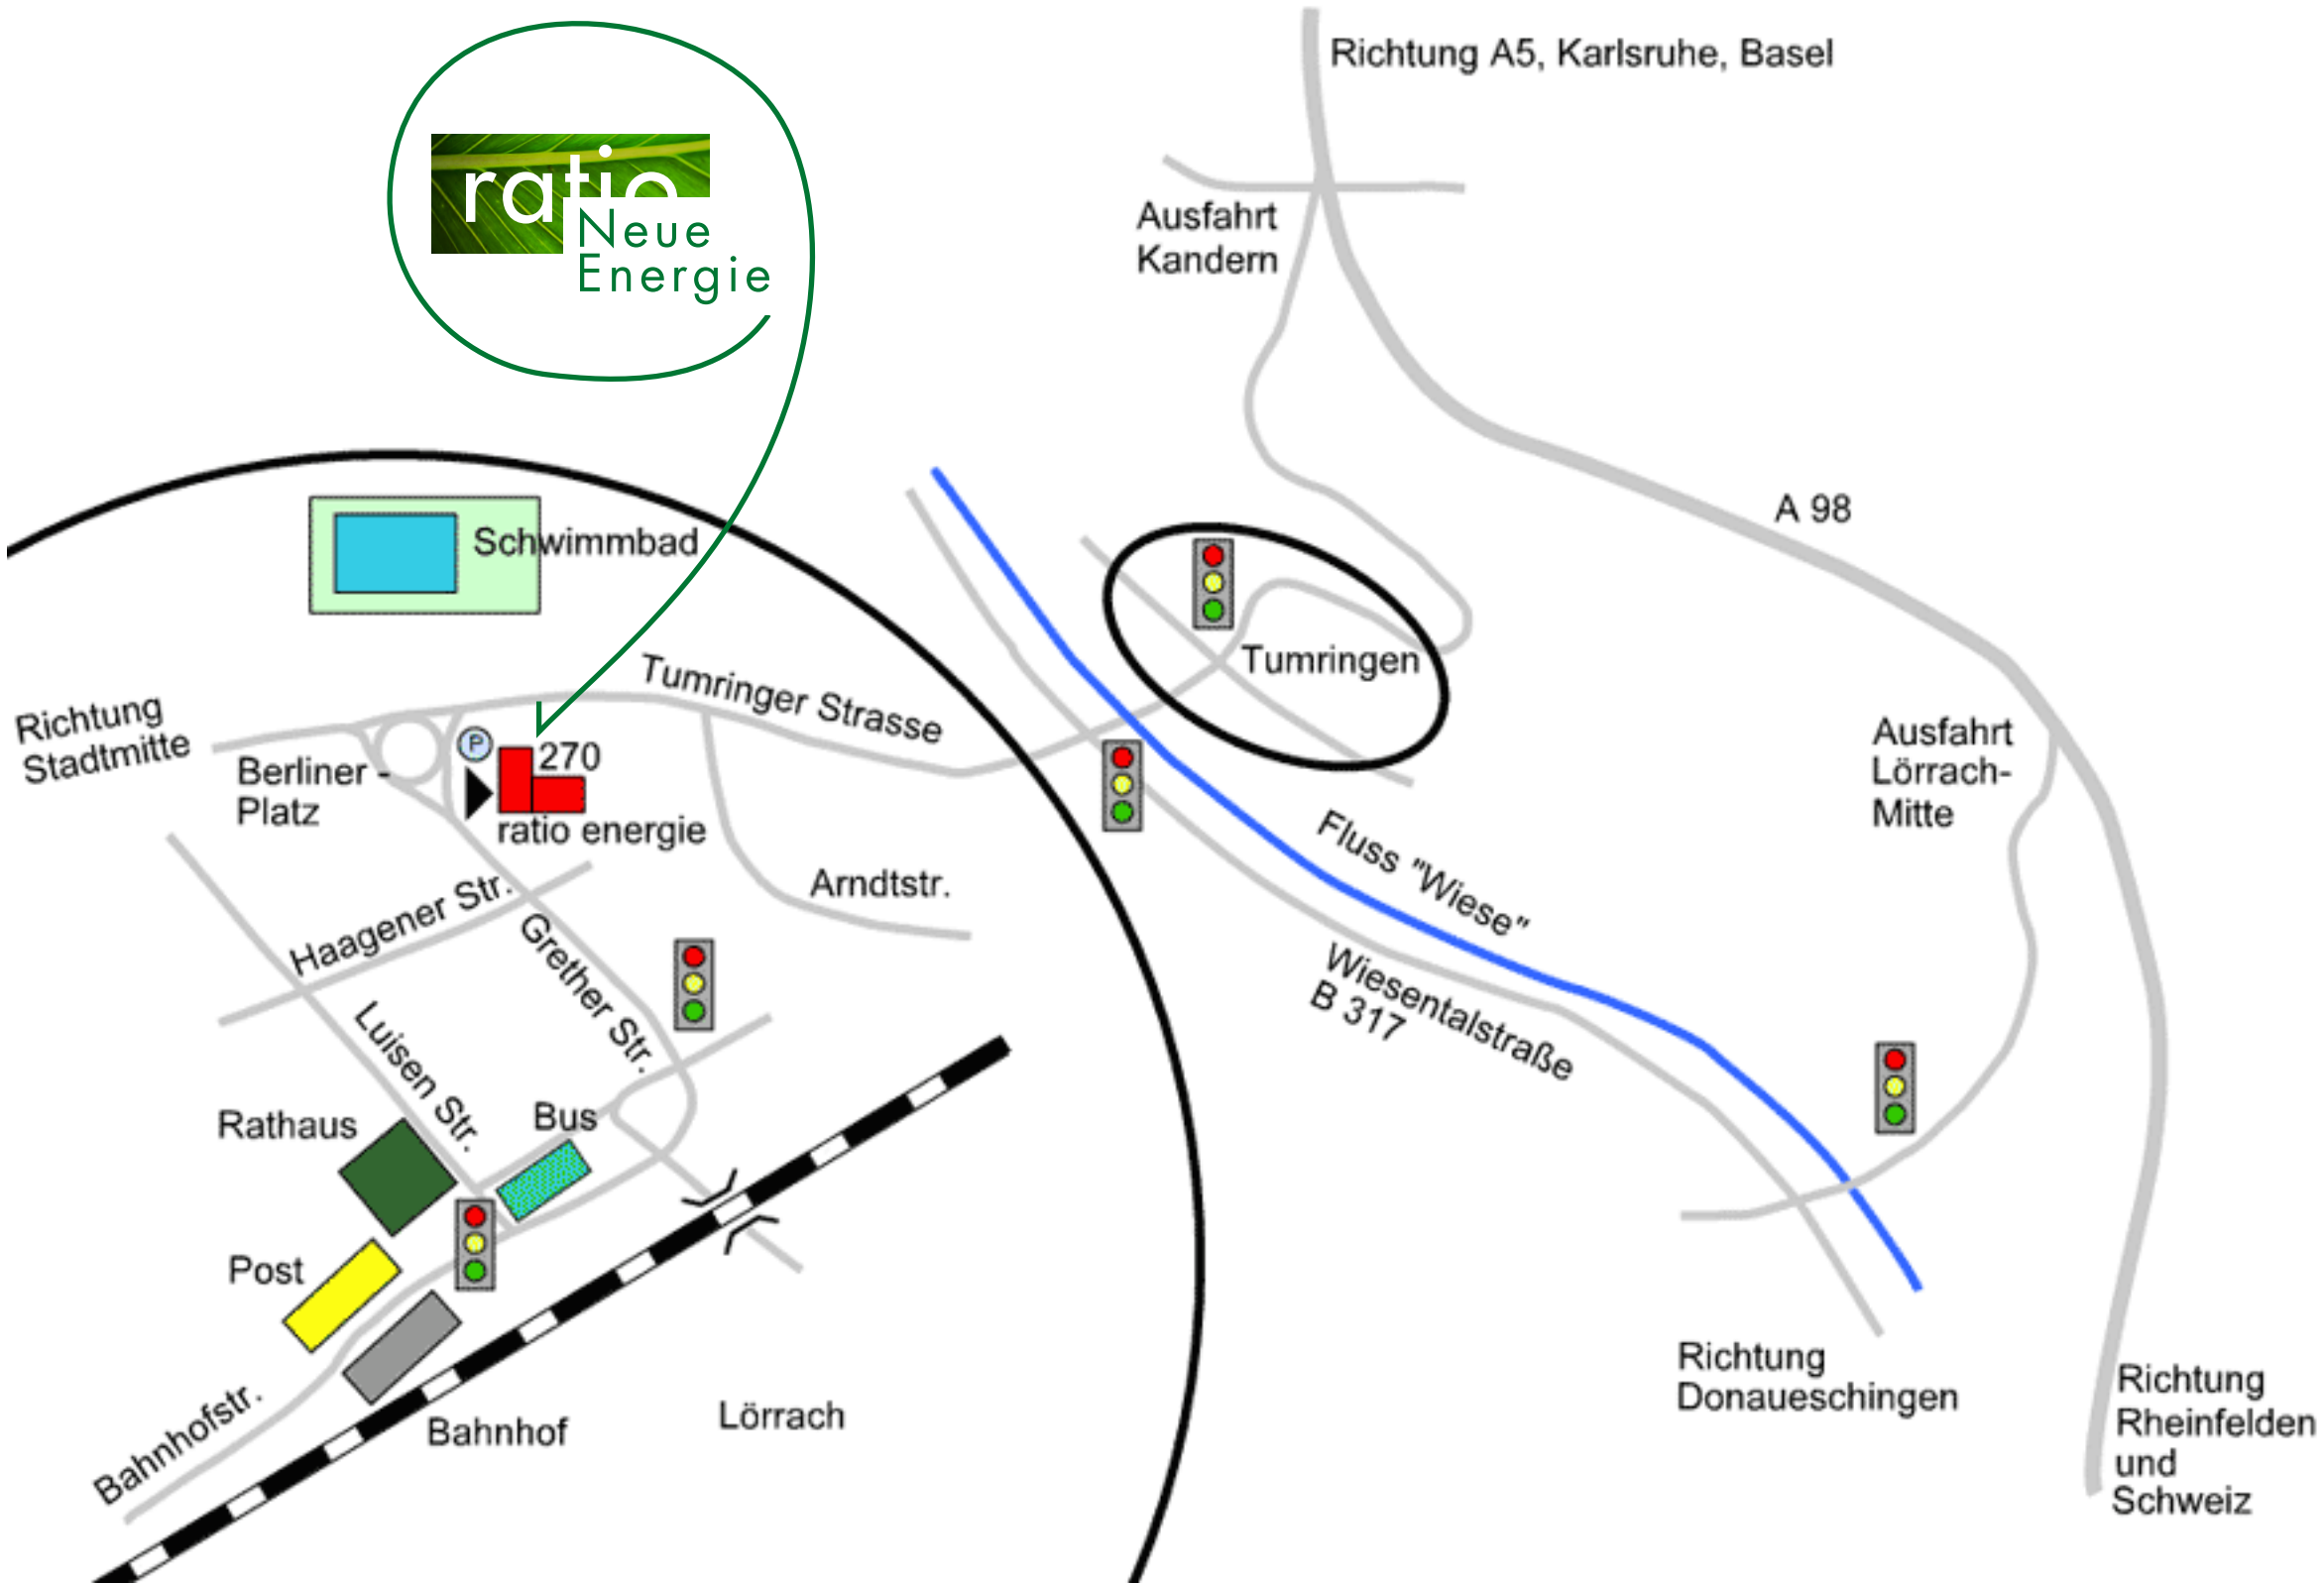 Richtung A5, Karlsruhe, Basel
ratio
Neue
Energie
Ausfahrt
Kandern
A 98
Schwimmbad
Tumringen
Tumringer Strasse
Richtung
Stadtmitte
P
270
Berliner -
Platz
ratio energie
Ausfahrt
Lörrach-
Mitte
Fluss "Wiese"
Arndtstr.
Haagener Str.
Grether Str.
Wiesentalstraße
B 317
Luisen Str.
Rathaus
Bus
Post
Bahnhofstr.
Bahnhof
Lörrach
Richtung
Donaueschingen
Richtung
Rheinfelden
und
Schweiz